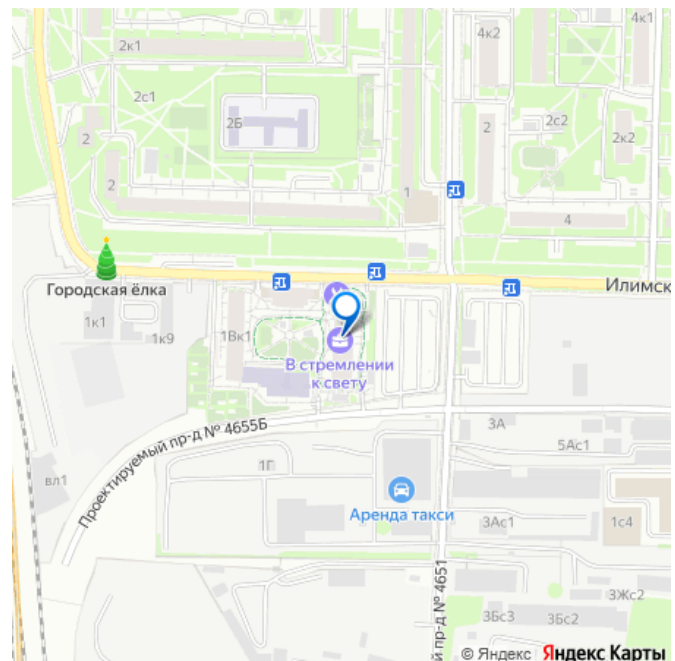 4к1
2к1
4к2
2с1
2Б
2
2с2
2к2
2
2
1
4
Городская ёлка
Илимск
1к1
1к9
1Вк1
В стремлении
к свету
Проектируемый пр-д № 4655Б
3А
5Ас1
1Г
вл1
Аренда такси
3Ас1
1с4
й пр-д № 4651
3Жс2
3Бс3
3Бс2
© Яндекс Яндекс Карты